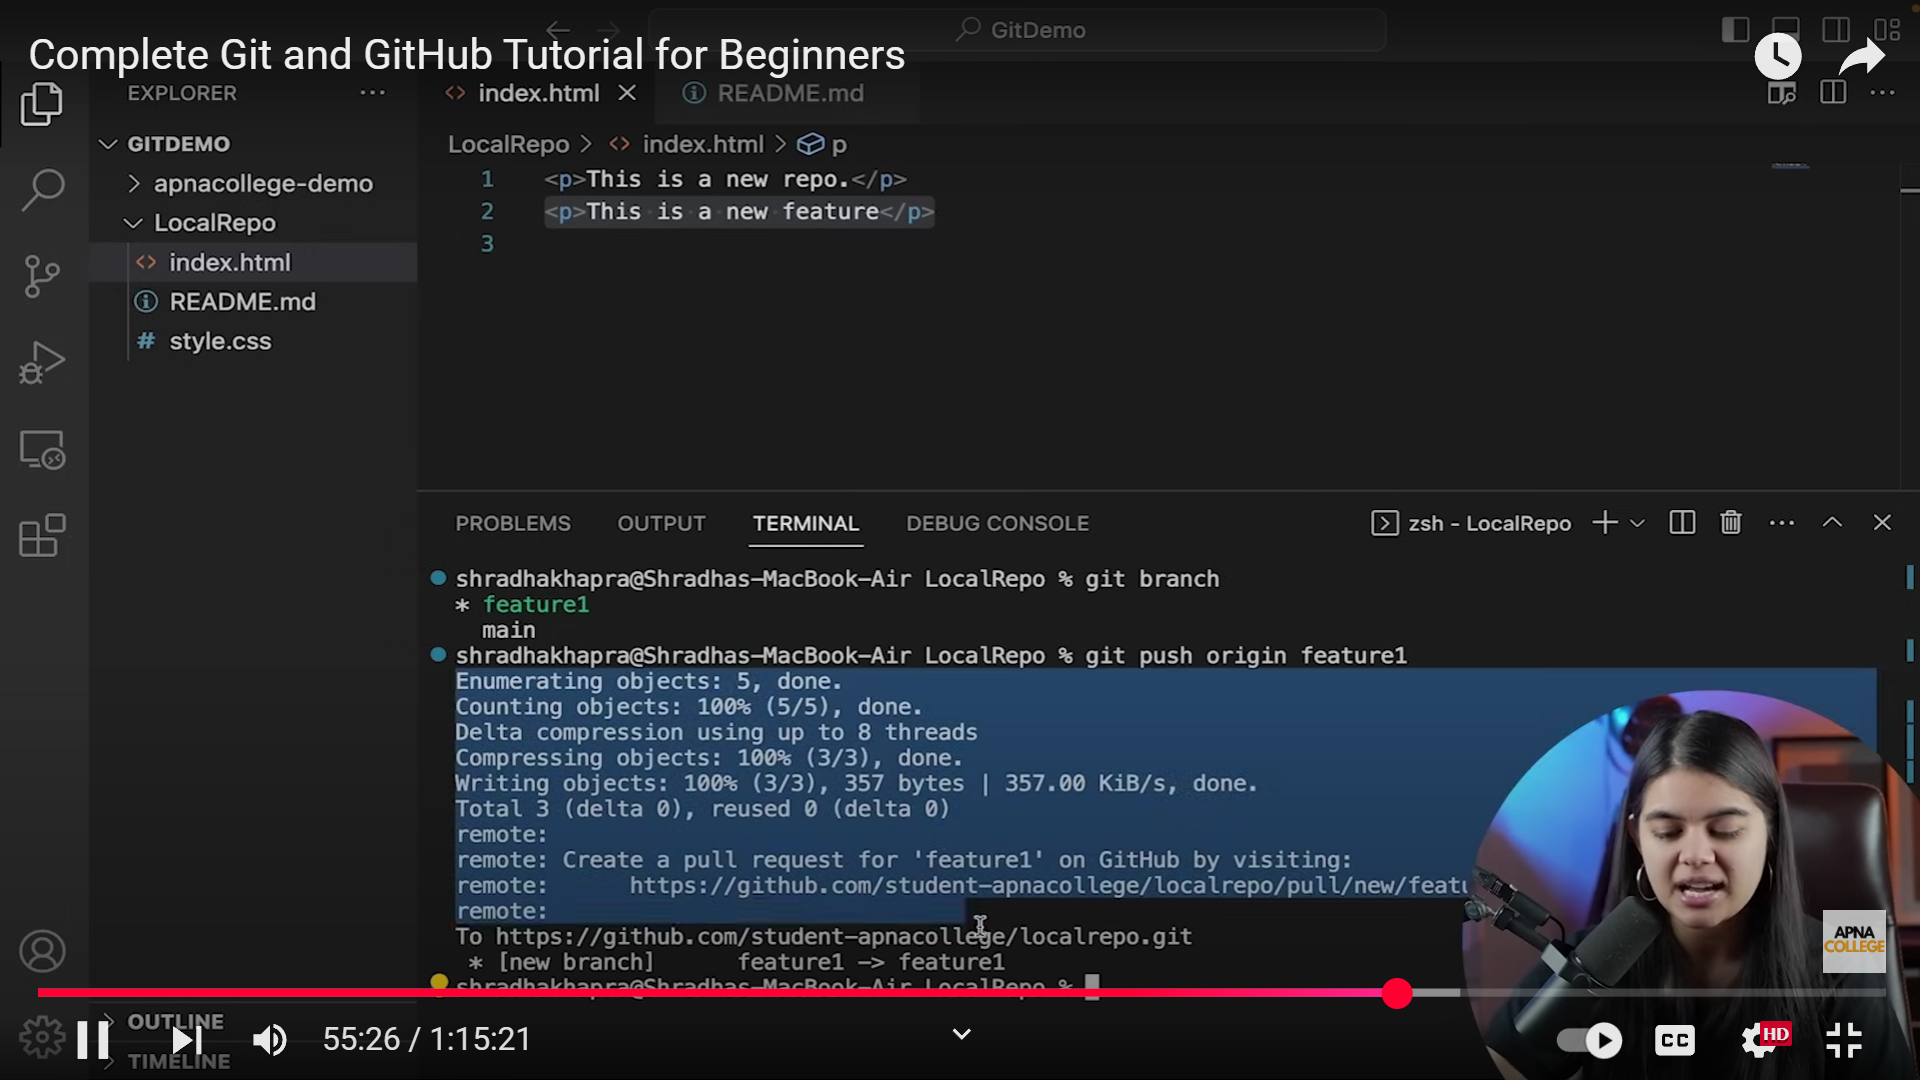 Complete Git and GitHub Tutorial for Beginners
GitDemo
EXPLORER
index.html
README.md
GITDEMO
apnacollege-demo
LocalRepo
index.html
README.md
style.css
LocalRepo > index.html > p
1 <p>This is a new repo.</p>
2 <p>This is a new feature</p>
3
PROBLEMS OUTPUT TERMINAL DEBUG CONSOLE
zsh - LocalRepo
shradhakhapra@Shradhas-MacBook-Air LocalRepo % git branch
* feature1
main
shradhakhapra@Shradhas-MacBook-Air LocalRepo % git push origin feature1
Enumerating objects: 5, done.
Counting objects: 100% (5/5), done.
Delta compression using up to 8 threads
Compressing objects: 100% (3/3), done.
Writing objects: 100% (3/3), 357 bytes | 357.00 KiB/s, done.
Total 3 (delta 0), reused 0 (delta 0)
remote:
remote: Create a pull request for 'feature1' on GitHub by visiting:
remote: https://github.com/student-apnacollege/localrepo/pull/new/featu
remote:
To https://github.com/student-apnacollege/localrepo.git
* [new branch] feature1 -> feature1
shradhakhapra@Shradhas-MacBook-Air LocalRepo %
APNA
COLLEGE
OUTLINE
TIMELINE
55:26 / 1:15:21
CC
HD